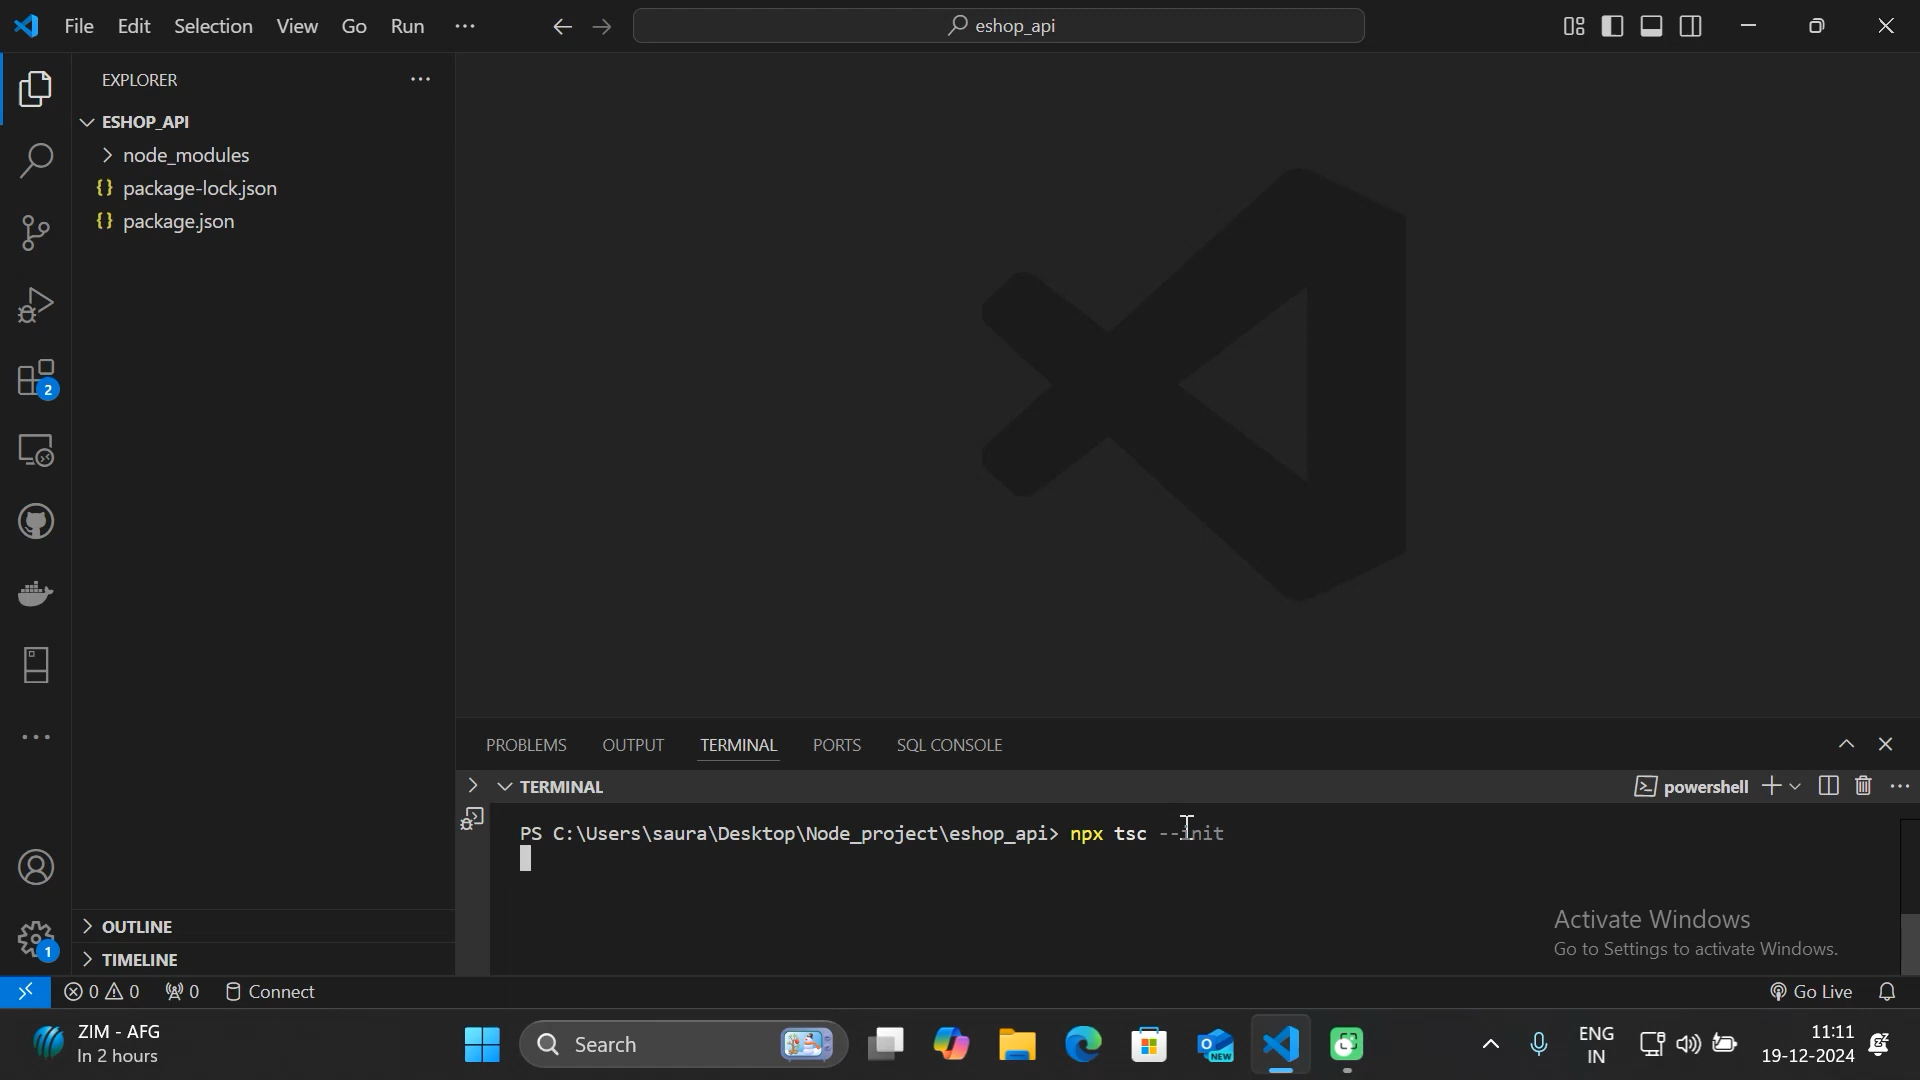 File Edit Selection View Go Run ··· eshop_api
EXPLORER ···
ESHOP_API
node_modules
{} package-lock.json
{} package.json
2
OUTLINE
TIMELINE
1
PROBLEMS OUTPUT TERMINAL PORTS SQL CONSOLE
TERMINAL powershell
PS C:\Users\saura\Desktop\Node_project\eshop_api> npx tsc --init
Activate Windows
Go to Settings to activate Windows.
0 0 0 Connect Go Live
ZIM - AFG
In 2 hours
Search
NEW
ENG
IN
11:11
19-12-2024